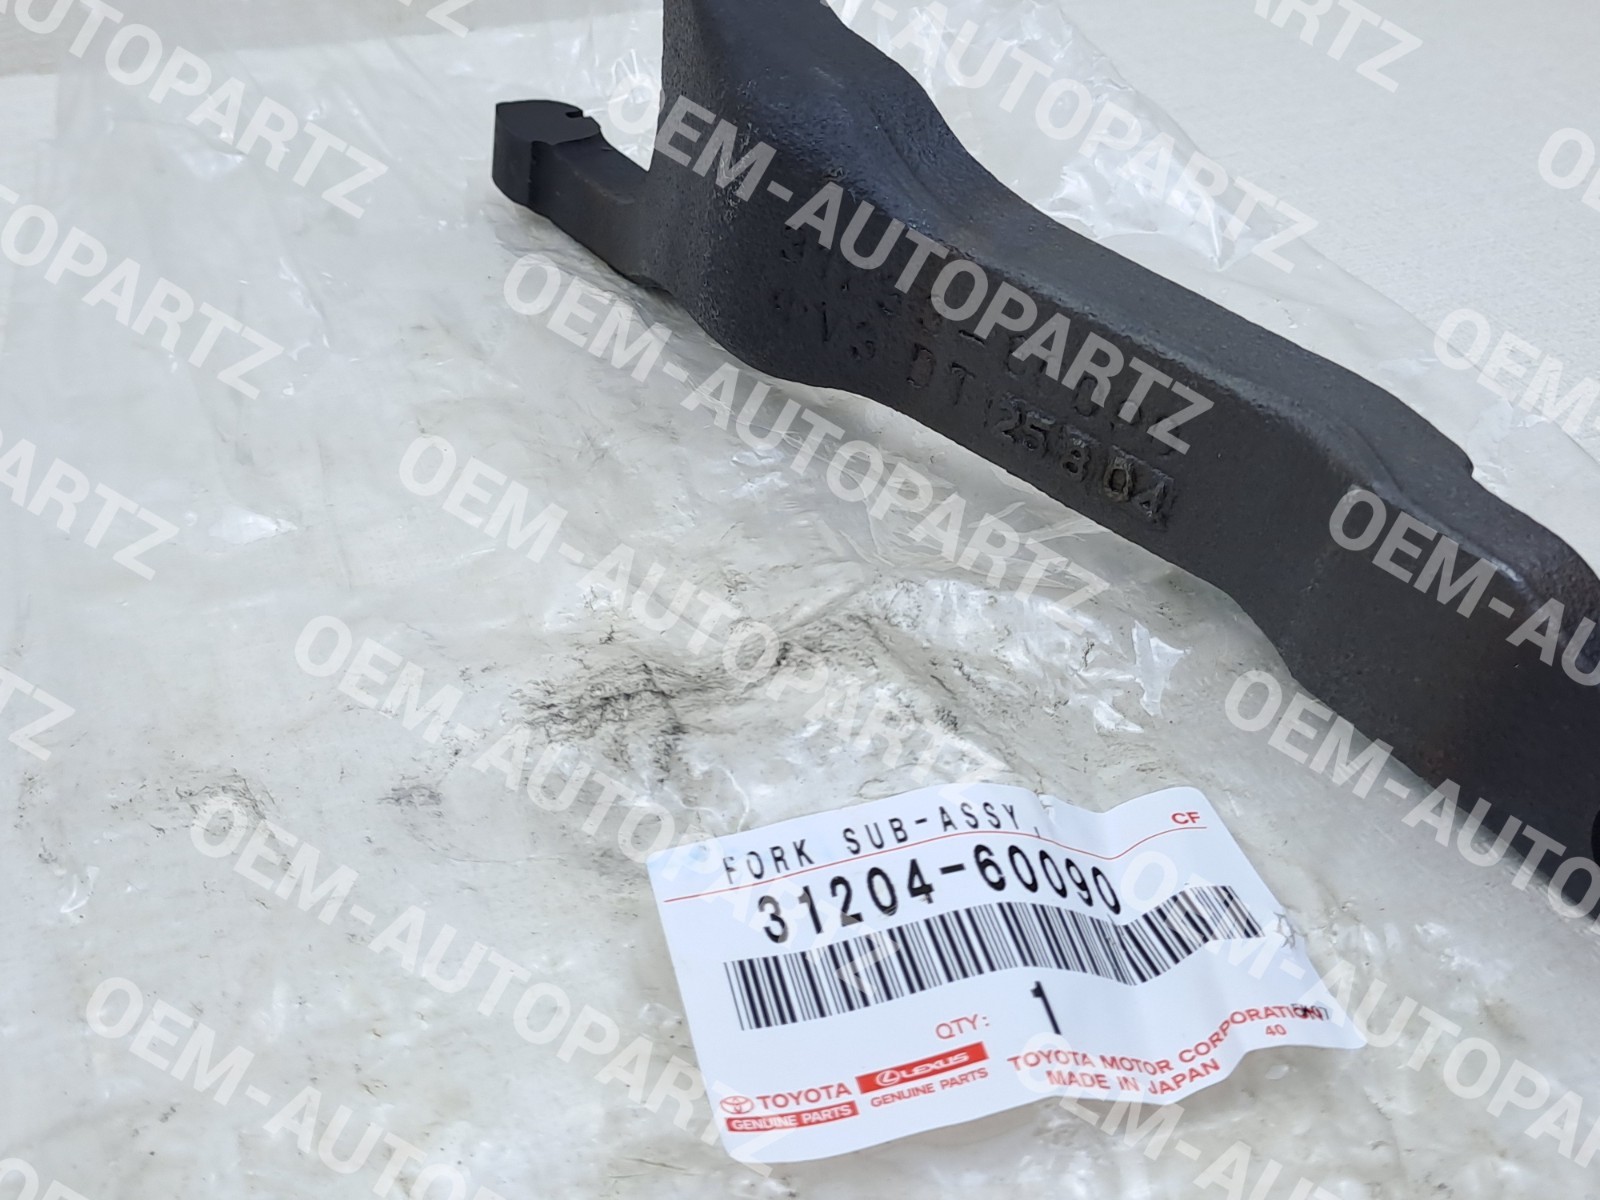 OEM-AUTOPARTZ
25804
FORK SUB-ASSY,
CF
31204-60090
QTY: 1
TOYOTA
GENUINE PARTS
LEXUS
GENUINE PARTS
TOYOTA MOTOR CORPORATION
40
MADE IN JAPAN